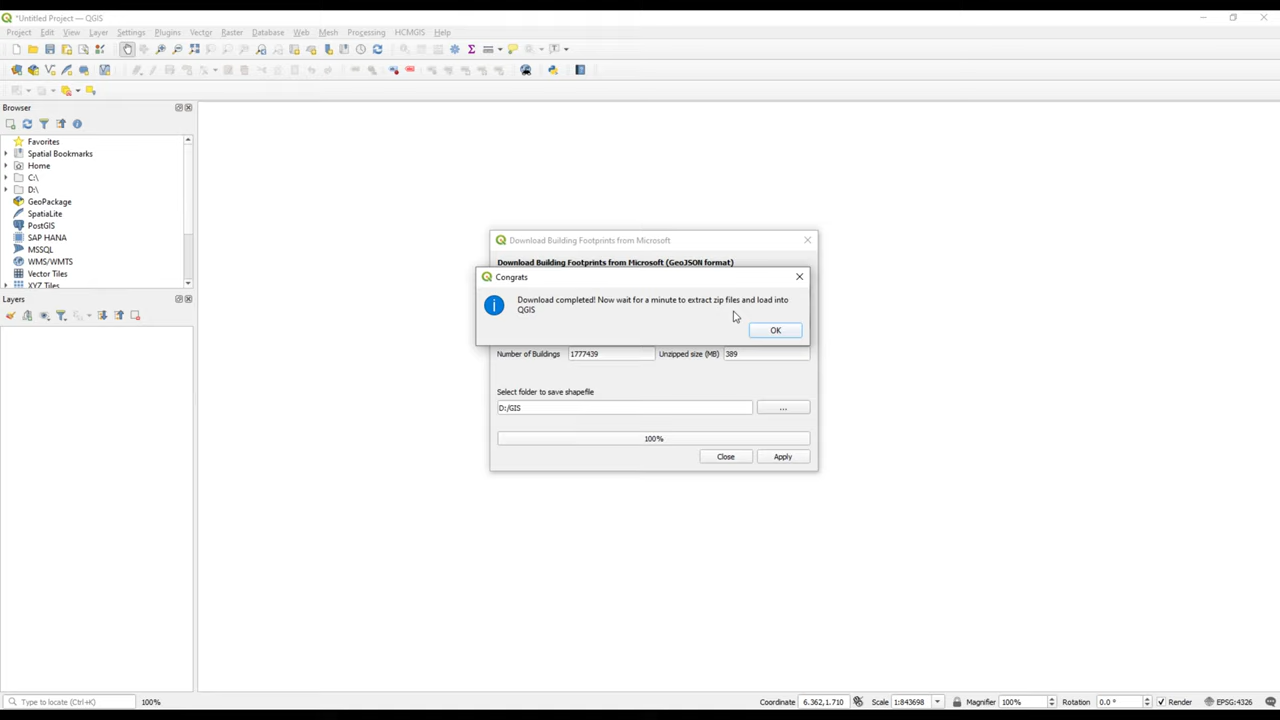 *Untitled Project — QGIS
Project Edit View Layer Settings Plugins Vector Raster Database Web Mesh Processing HCMGIS Help
Browser
Favorites
Spatial Bookmarks
Home
C:\
D:\
GeoPackage
SpatiaLite
PostGIS
SAP HANA
MSSQL
WMS/WMTS
Vector Tiles
XYZ Tiles
Layers
Download Building Footprints from Microsoft
Download Building Footprints from Microsoft (GeoJSON format)
Congrats
Download completed! Now wait for a minute to extract zip files and load into
QGIS
OK
Number of Buildings 1777439 Unzipped size (MB) 389
Select folder to save shapefile
D:/GIS ...
100%
Close Apply
Type to locate (Ctrl+K) 100% Coordinate 6.362,1.710 Scale 1:843698 Magnifier 100% Rotation 0.0 ° Render EPSG:4326